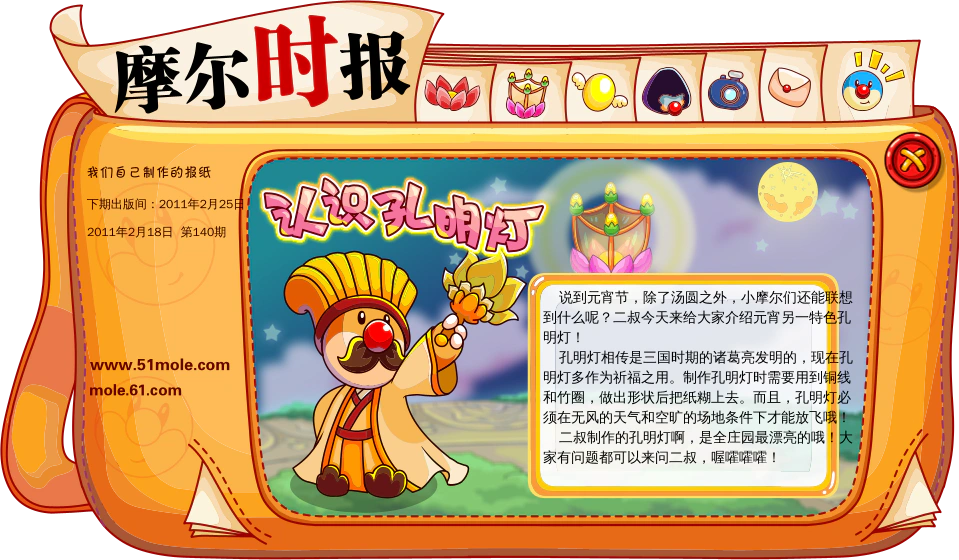 摩尔时报
我们自己制作的报纸
下期出版间：2011年2月25日
2011年2月18日 第140期
www.51mole.com
mole.61.com
认识孔明灯
说到元宵节，除了汤圆之外，小摩尔们还能联想
到什么呢？二叔今天来给大家介绍元宵另一特色孔
明灯！
孔明灯相传是三国时期的诸葛亮发明的，现在孔
明灯多作为祈福之用。制作孔明灯时需要用到铜线
和竹圈，做出形状后把纸糊上去。而且，孔明灯必
须在无风的天气和空旷的场地条件下才能放飞哦！
二叔制作的孔明灯啊，是全庄园最漂亮的哦！大
家有问题都可以来问二叔，喔嚯嚯嚯！